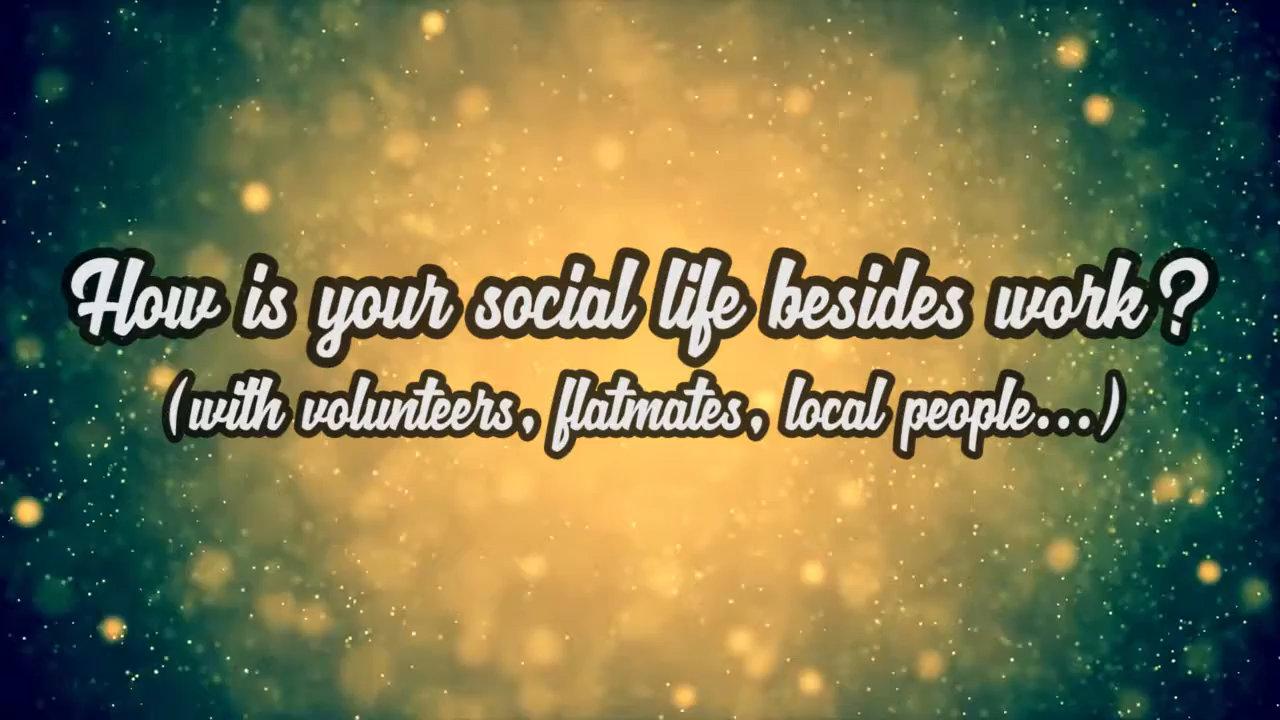 How is your social life besides work?
(with volunteers, flatmates, local people...)